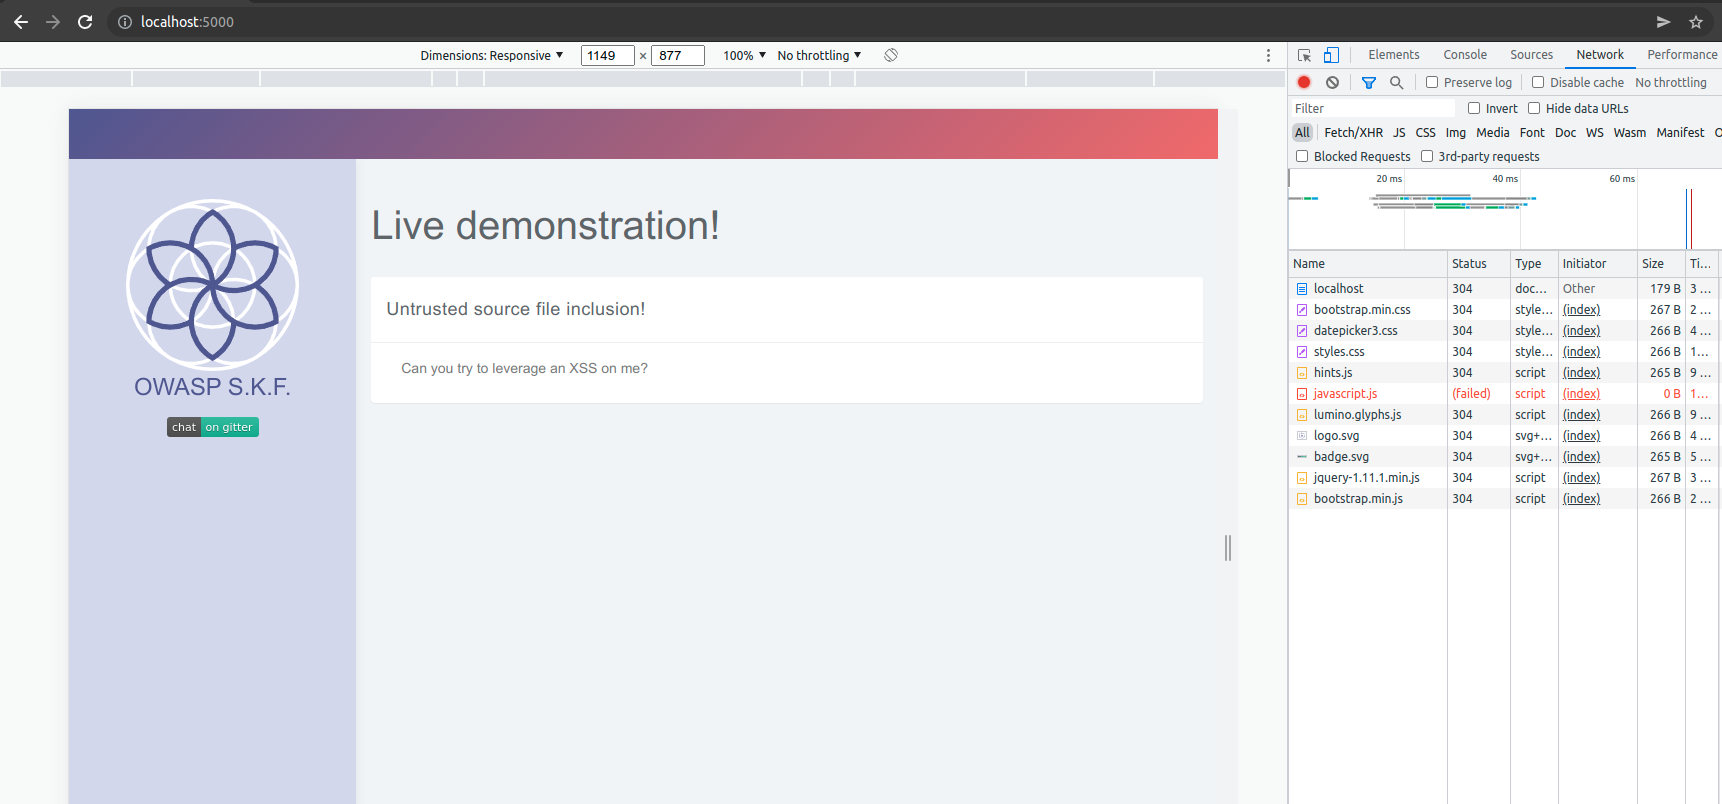 localhost:5000
Dimensions: Responsive ▼ 1149 × 877 100% ▼ No throttling ▼
Elements Console Sources Network Performance
Preserve log Disable cache No throttling
Filter Invert Hide data URLs
All Fetch/XHR JS CSS Img Media Font Doc WS Wasm Manifest
Blocked Requests 3rd-party requests
20 ms 40 ms 60 ms
Name Status Type Initiator Size Ti...
localhost 304 doc... Other 179 B 3 ...
bootstrap.min.css 304 style... (index) 267 B 2 ...
datepicker3.css 304 style... (index) 266 B 4 ...
styles.css 304 style... (index) 266 B 1...
hints.js 304 script (index) 265 B 9 ...
javascript.js (failed) script (index) 0 B 1...
lumino.glyphs.js 304 script (index) 266 B 9 ...
logo.svg 304 svg+... (index) 266 B 4 ...
badge.svg 304 svg+... (index) 265 B 5 ...
jquery-1.11.1.min.js 304 script (index) 267 B 3 ...
bootstrap.min.js 304 script (index) 266 B 2 ...
OWASP S.K.F.
chat on gitter
Live demonstration!
Untrusted source file inclusion!
Can you try to leverage an XSS on me?